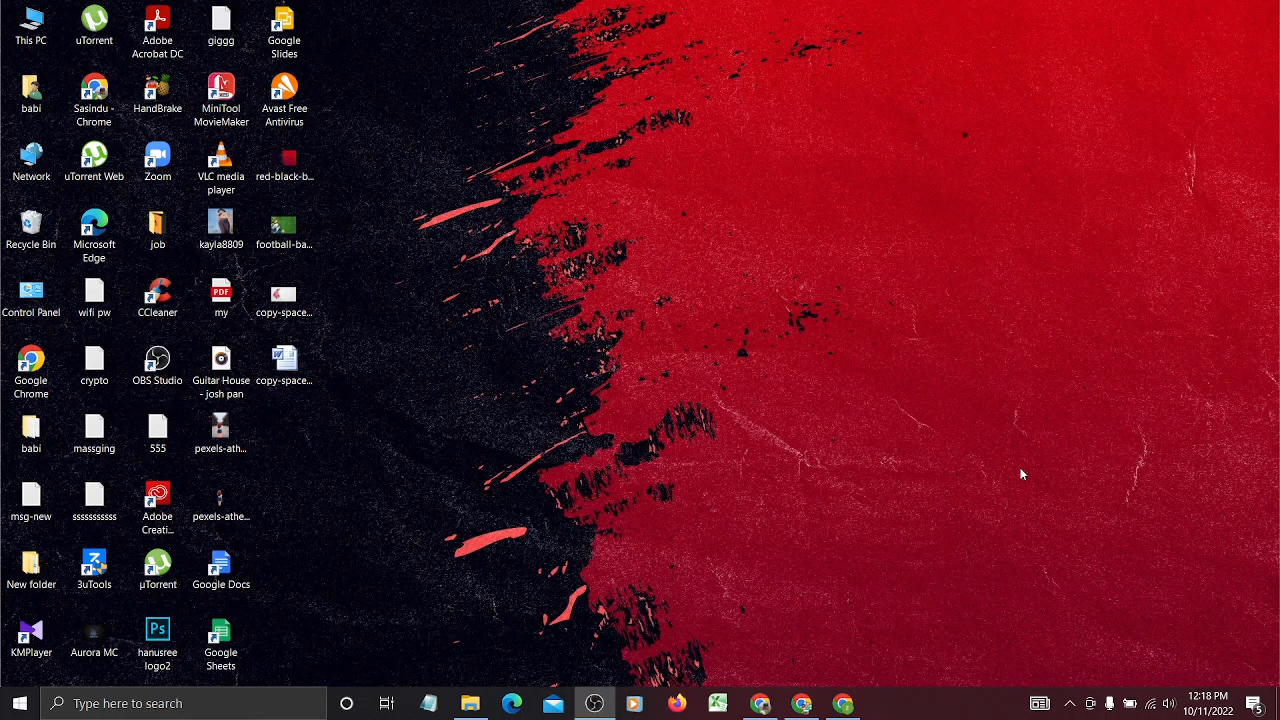 This PC
uTorrent
Adobe
Acrobat DC
giggg
Google
Slides
babi
Sasindu -
Chrome
HandBrake
MiniTool
MovieMaker
Avast Free
Antivirus
Network
uTorrent Web
Zoom
VLC media
player
red-black-b...
Recycle Bin
Microsoft
Edge
job
kayla8809
football-ba...
Control Panel
wifi pw
CCleaner
PDF
my
copy-space...
Google
Chrome
crypto
OBS Studio
Guitar House
- josh pan
copy-space...
babi
massging
555
pexels-ath...
msg-new
ssssssssss
Adobe
Creati...
pexels-athe...
New folder
3uTools
µTorrent
Google Docs
KMPlayer
Aurora MC
Ps
hanusree
logo2
Google
Sheets
Type here to search
12:18 PM
10/11/2022
5